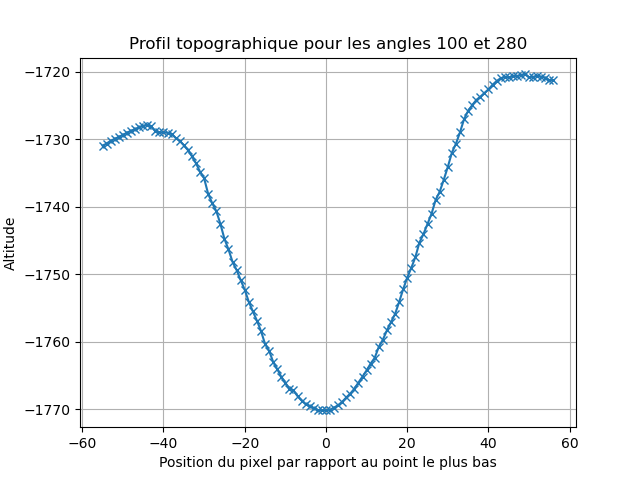 Profil topographique pour les angles 100 et 280
Altitude
−1720
−1730
−1740
−1750
−1760
−1770
−60 −40 −20 0 20 40 60
Position du pixel par rapport au point le plus bas